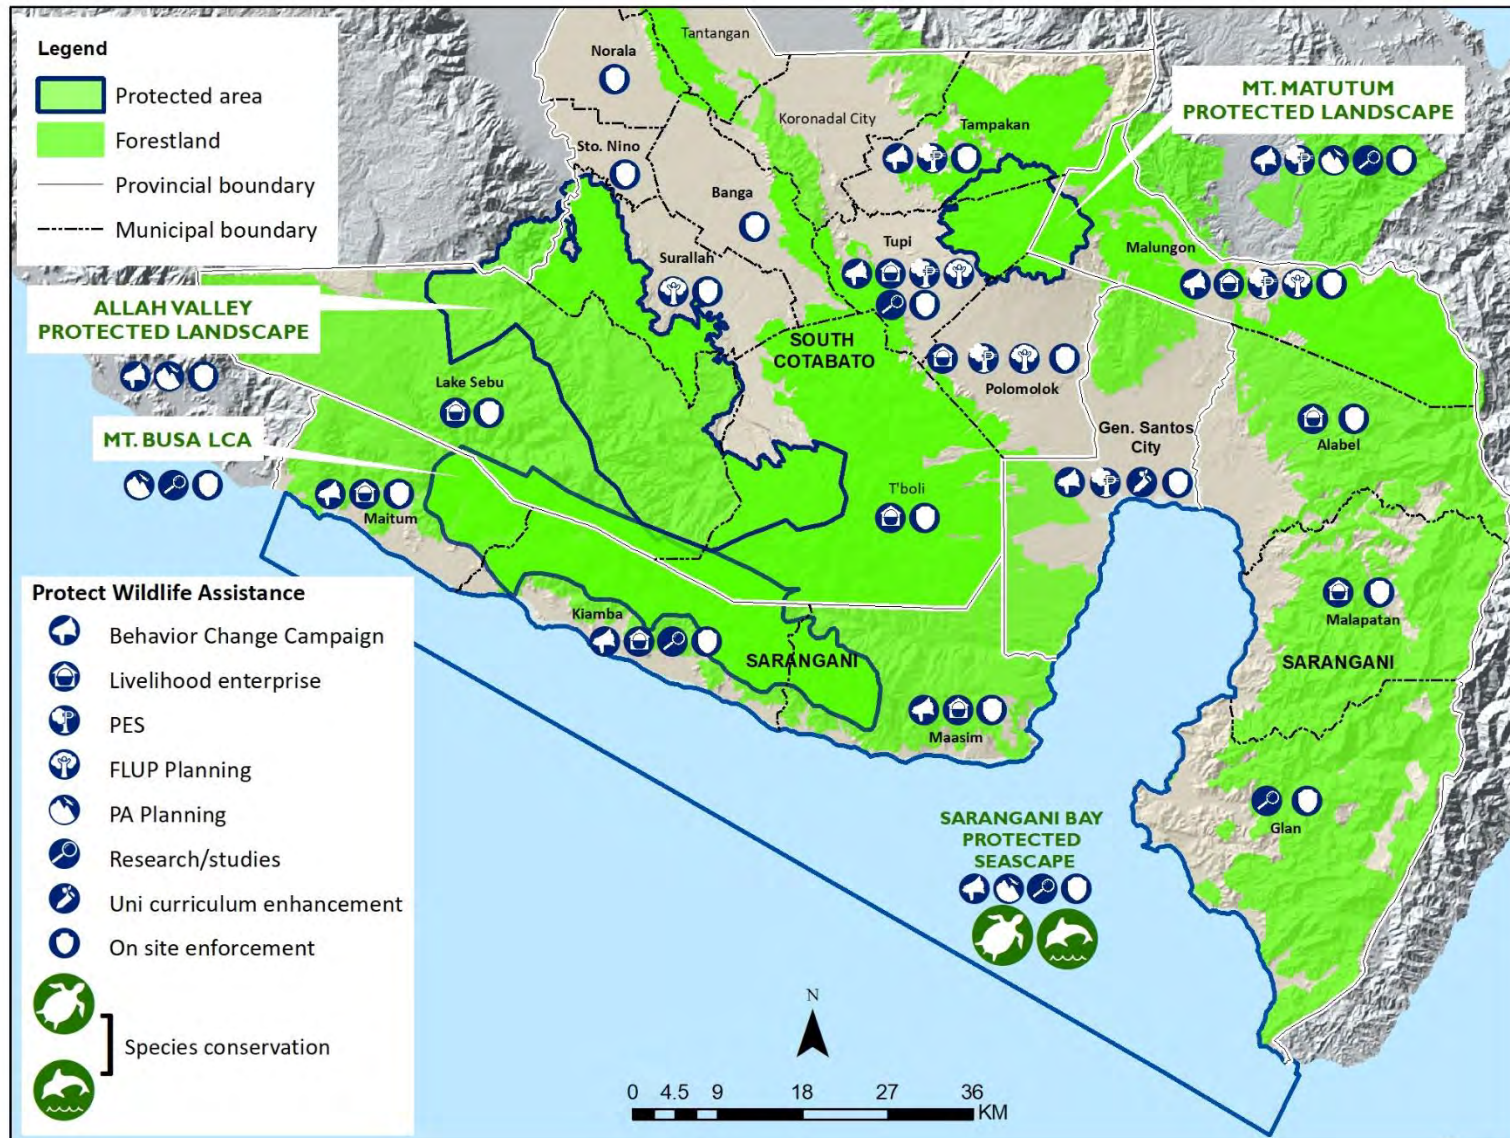 Legend
Protected area
Forestland
Provincial boundary
Municipal boundary
Norala
Tantangan
Koronadal City
Tampakan
MT. MATUTUM
PROTECTED LANDSCAPE
Sto. Nino
Banga
Tupi
Malungon
Surallah
ALLAH VALLEY
PROTECTED LANDSCAPE
SOUTH
COTABATO
Polomolok
Lake Sebu
MT. BUSA LCA
Gen. Santos
City
Alabel
T'boli
Maitum
Kiamba
SARANGANI
Maasim
Malapatan
SARANGANI
Glan
SARANGANI BAY
PROTECTED
SEASCAPE
Protect Wildlife Assistance
Behavior Change Campaign
Livelihood enterprise
PES
FLUP Planning
PA Planning
Research/studies
Uni curriculum enhancement
On site enforcement
Species conservation
N
0 4.5 9 18 27 36
KM